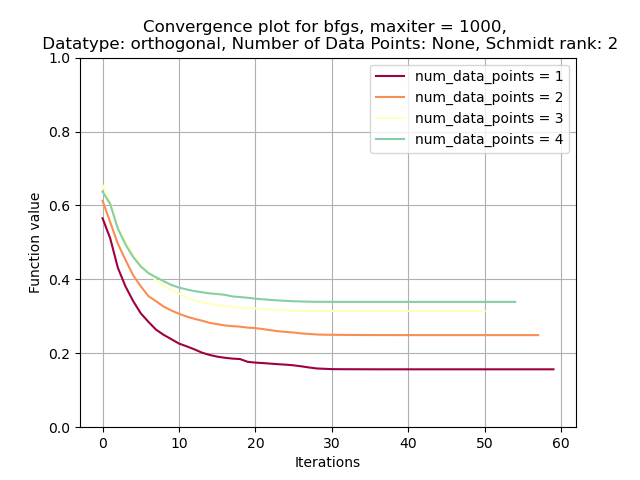 Convergence plot for bfgs, maxiter = 1000,
Datatype: orthogonal, Number of Data Points: None, Schmidt rank: 2
1.0
0.8
0.6
0.4
0.2
0.0
Function value
num_data_points = 1
num_data_points = 2
num_data_points = 3
num_data_points = 4
0 10 20 30 40 50 60
Iterations